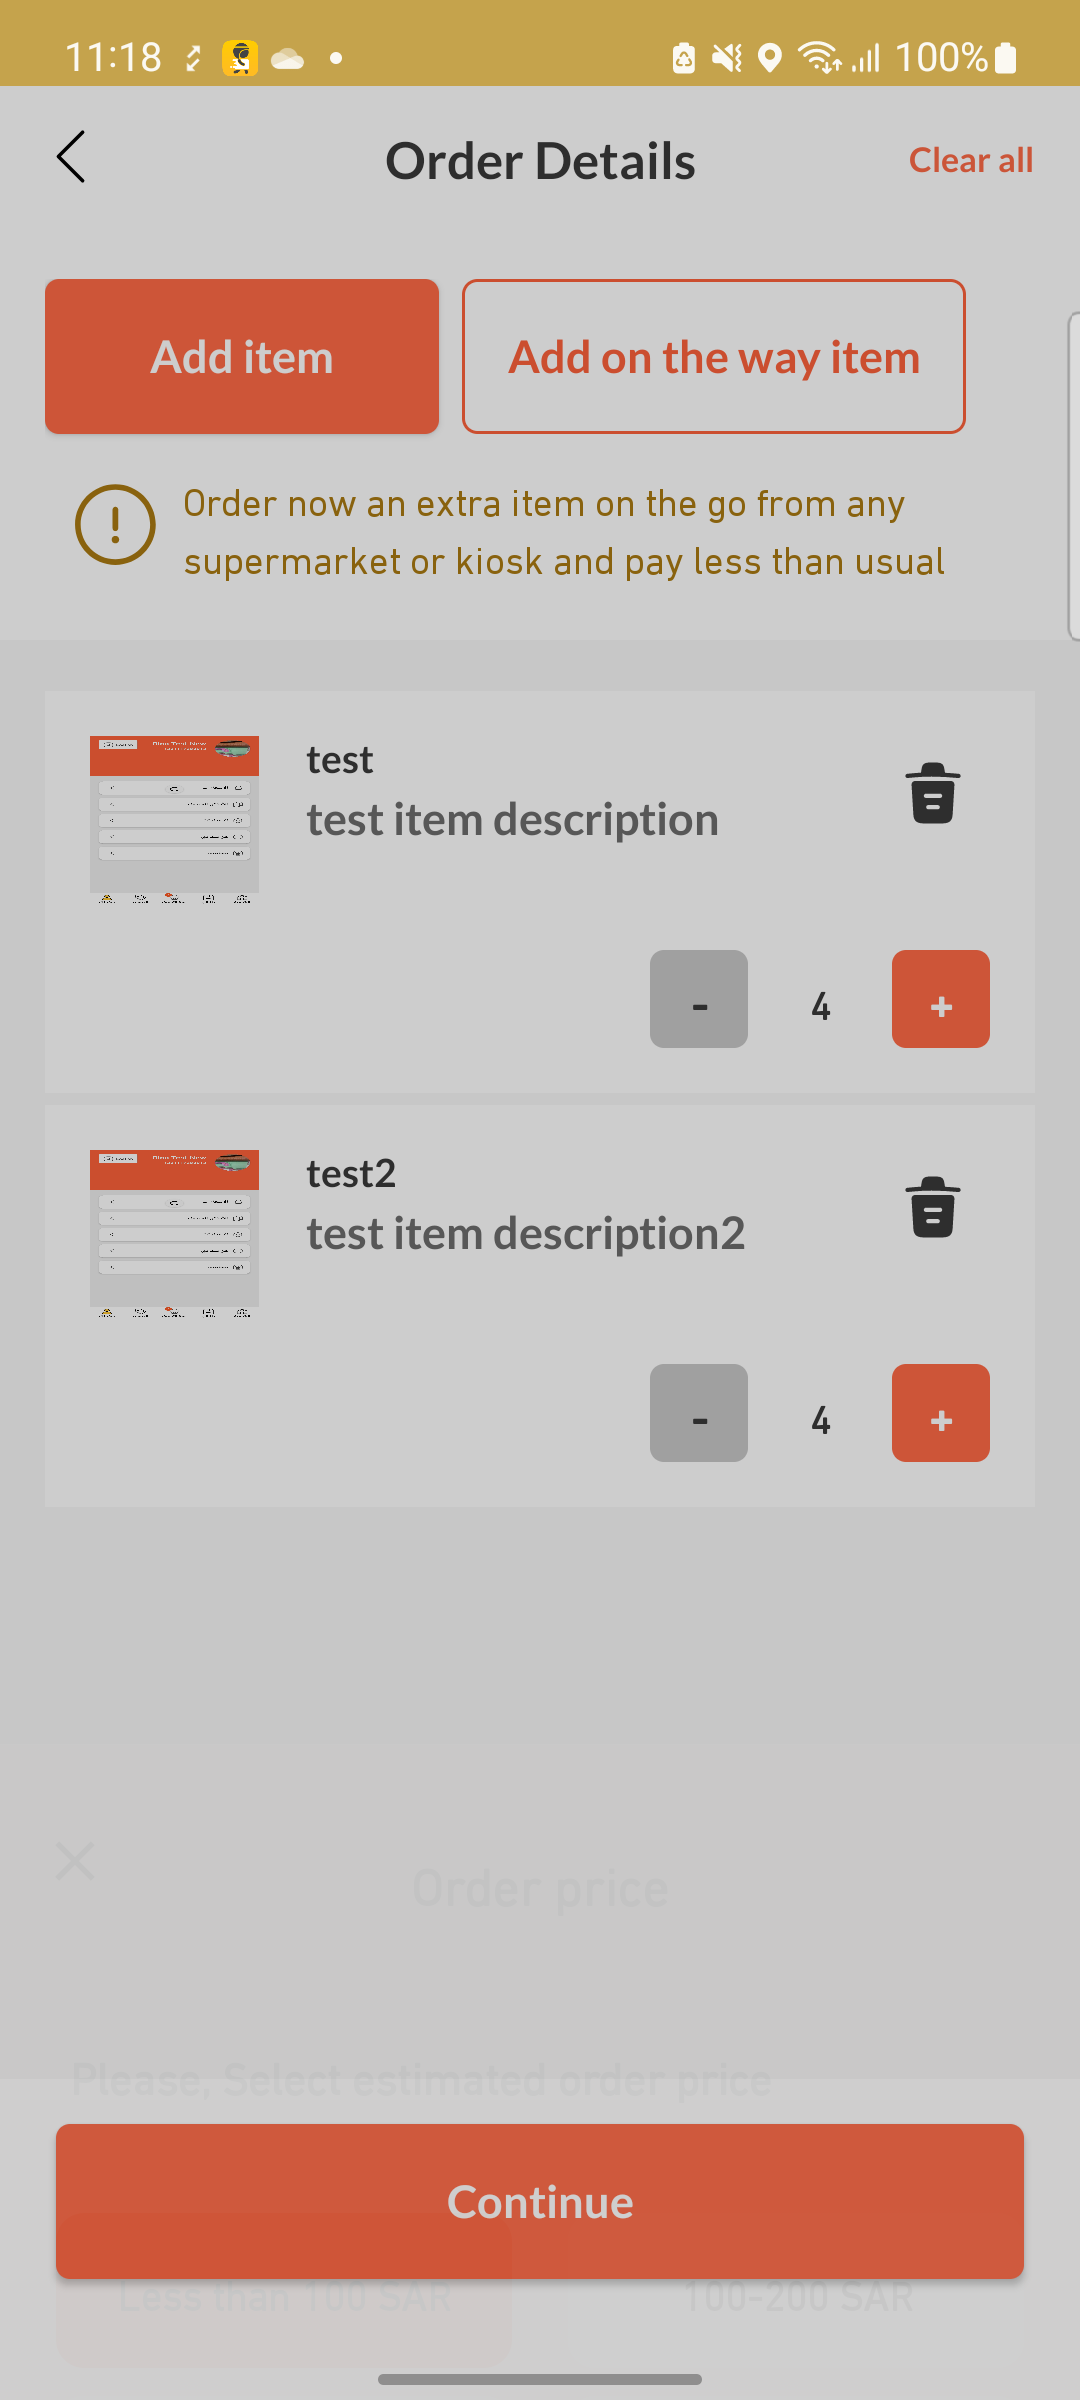 11:18
100%
Order Details
Clear all
Add item
Add on the way item
Order now an extra item on the go from any
supermarket or kiosk and pay less than usual
test
test item description
- 4 +
test2
test item description2
- 4 +
Order price
Please, Select estimated order price
Continue
Less than 100 SAR
100-200 SAR